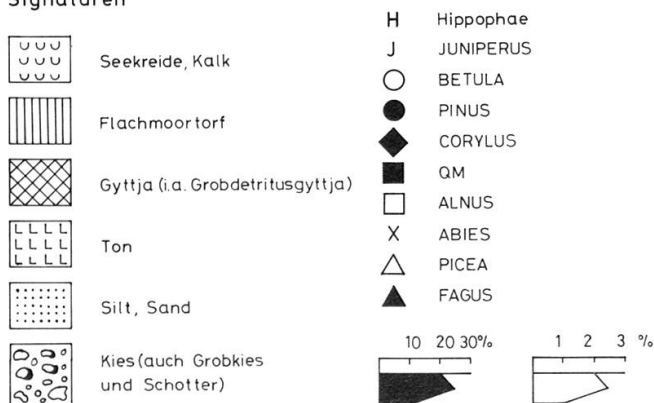 Signaturen
Seekreide, Kalk
Flachmoortorf
Gyttja (i.a. Grobdetritusgyttja)
Ton
Silt, Sand
Kies (auch Grobkies
und Schotter)
H Hippophae
J JUNIPERUS
BETULA
PINUS
CORYLUS
QM
ALNUS
X ABIES
PICEA
FAGUS
10 20 30%
1 2 3 %